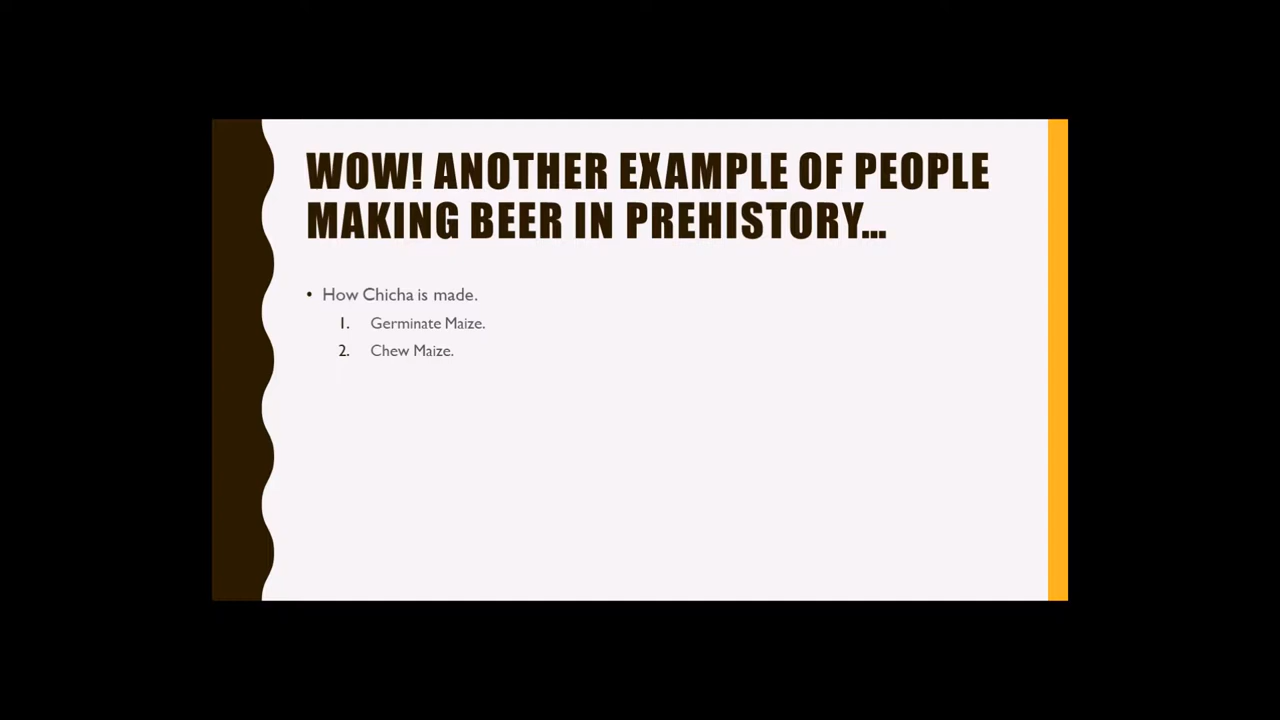 WOW! ANOTHER EXAMPLE OF PEOPLE
MAKING BEER IN PREHISTORY...
• How Chicha is made.
1. Germinate Maize.
2. Chew Maize.